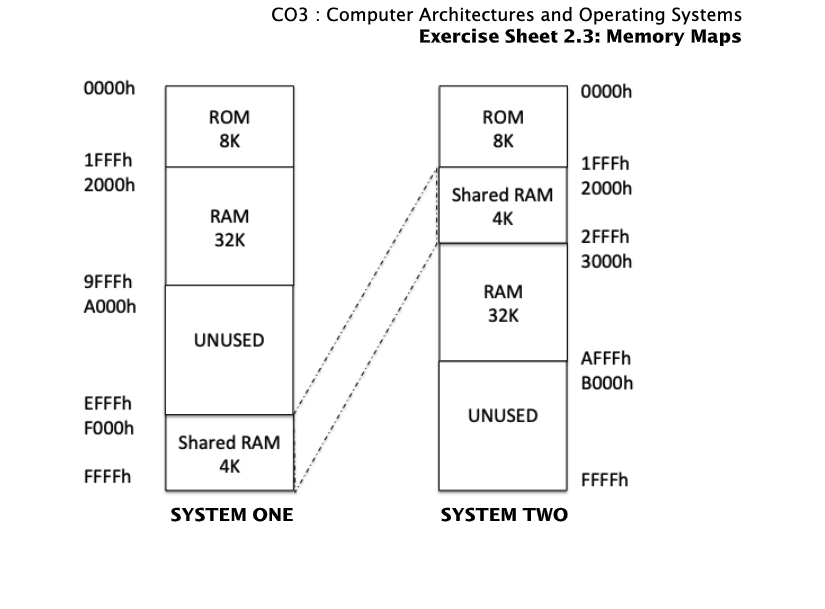 CO3 : Computer Architectures and Operating Systems
Exercise Sheet 2.3: Memory Maps
0000h
ROM
8K
1FFFh
2000h
RAM
32K
9FFFh
A000h
UNUSED
EFFFh
F000h
Shared RAM
4K
FFFFh
SYSTEM ONE
0000h
ROM
8K
1FFFh
2000h
Shared RAM
4K
2FFFh
3000h
RAM
32K
AFFFh
B000h
UNUSED
FFFFh
SYSTEM TWO